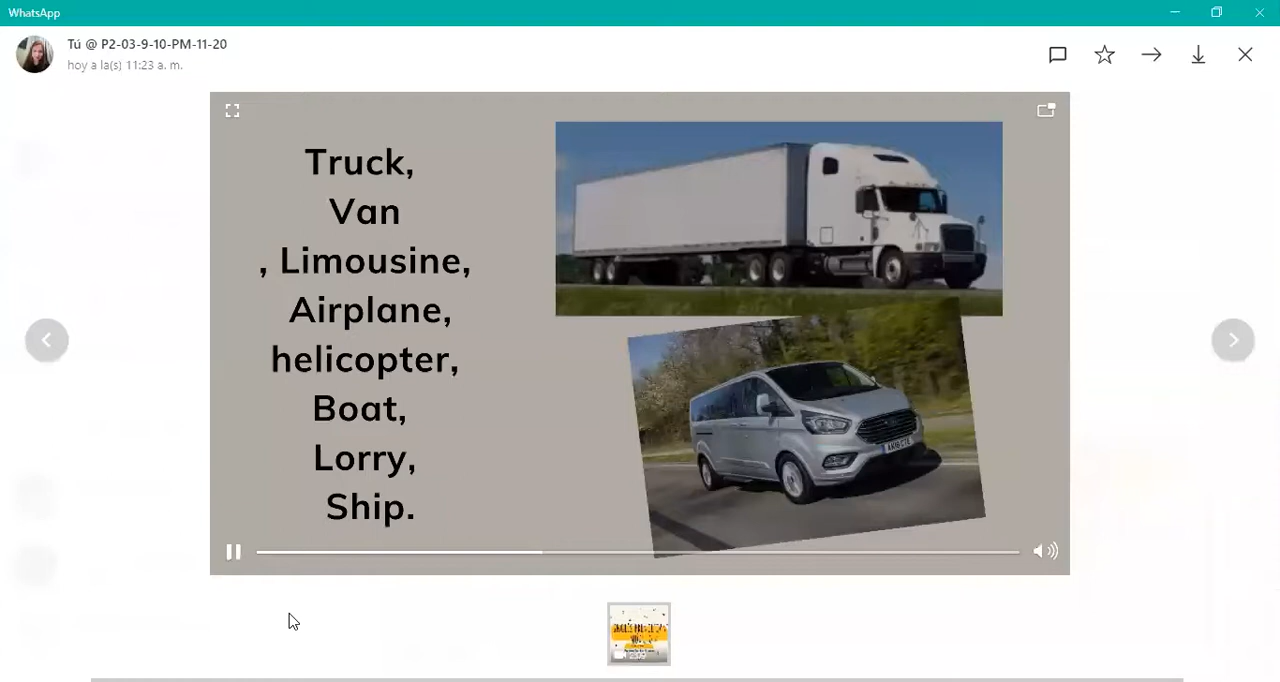 WhatsApp
Tú @ P2-03-9-10-PM-11-20
hoy a la(s) 11:23 a. m.
Truck,
Van
, Limousine,
Airplane,
helicopter,
Boat,
Lorry,
Ship.